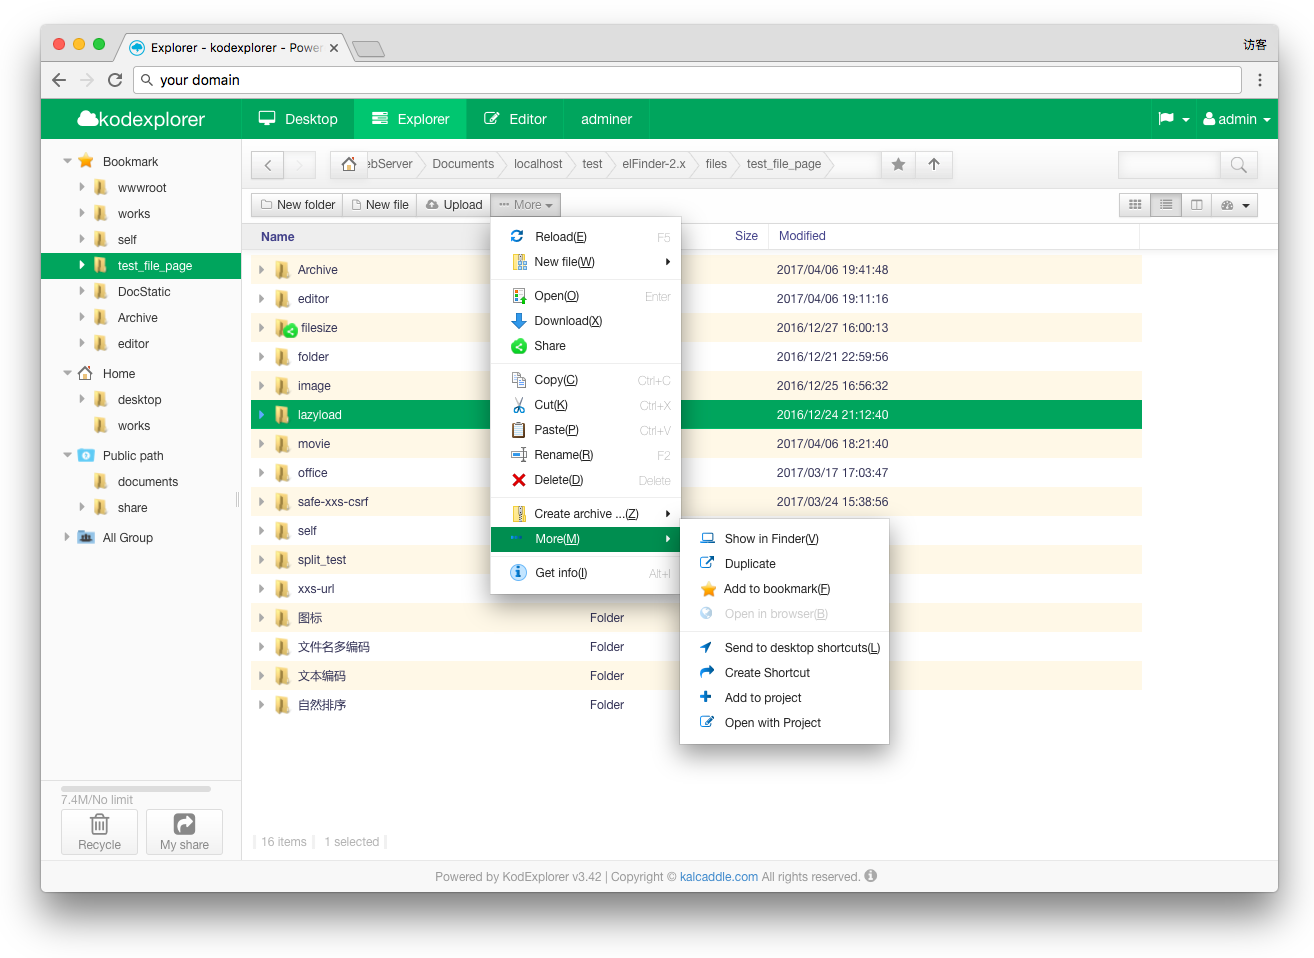 Explorer - kodexplorer - Power
访客
your domain
kodexplorer
Desktop
Explorer
Editor
adminer
admin
Bookmark
wwwroot
works
self
test_file_page
DocStatic
Archive
editor
Home
desktop
works
Public path
documents
share
All Group
7.4M/No limit
Recycle
My share
ebServer
Documents
localhost
test
elFinder-2.x
files
test_file_page
New folder
New file
Upload
More
Name
Size
Modified
Archive 2017/04/06 19:41:48
editor 2017/04/06 19:11:16
filesize 2016/12/27 16:00:13
folder 2016/12/21 22:59:56
image 2016/12/25 16:56:32
lazyload 2016/12/24 21:12:40
movie 2017/04/06 18:21:40
office 2017/03/17 17:03:47
safe-xxs-csrf 2017/03/24 15:38:56
self
split_test
xxs-url
图标 Folder
文件名多编码 Folder
文本编码 Folder
自然排序 Folder
Reload(E) F5
New file(W)
Open(O) Enter
Download(X)
Share
Copy(C) Ctrl+C
Cut(K) Ctrl+X
Paste(P) Ctrl+V
Rename(R) F2
Delete(D) Delete
Create archive ...(Z)
More(M)
Get info(I) Alt+I
Show in Finder(V)
Duplicate
Add to bookmark(F)
Open in browser(B)
Send to desktop shortcuts(L)
Create Shortcut
Add to project
Open with Project
16 items
1 selected
Powered by KodExplorer v3.42 | Copyright © kalcaddle.com All rights reserved.